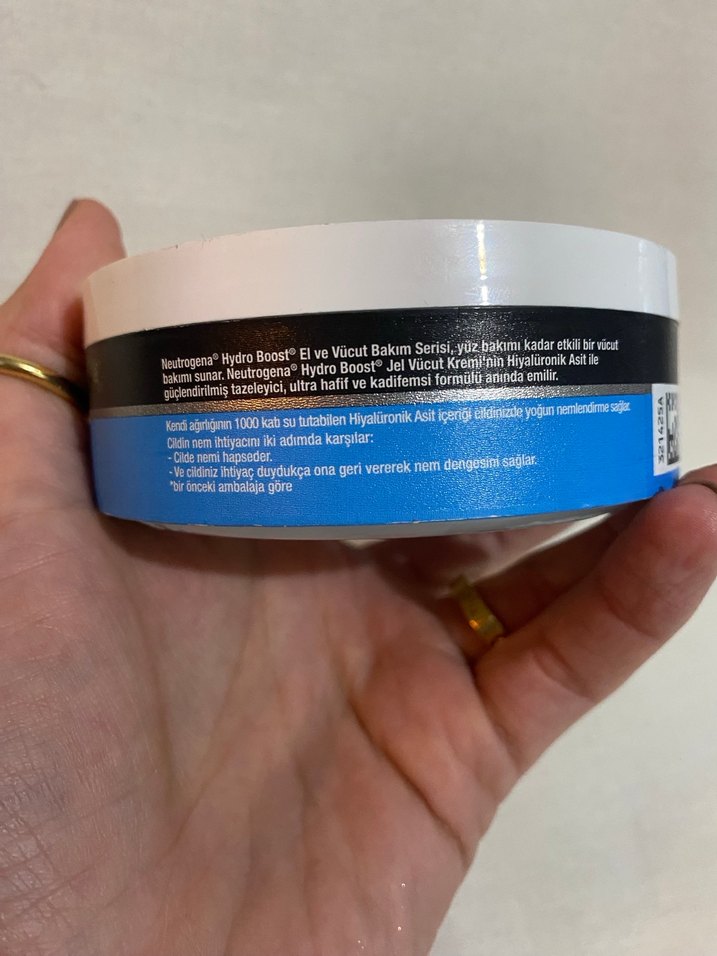 Neutrogena® Hydro Boost® El ve Vücut Bakım Serisi, yüz bakımı kadar etkili bir vücut
bakımı sunar. Neutrogena® Hydro Boost® Jel Vücut Kremi'nin Hiyalüronik Asit ile
güçlendirilmiş tazeleyici, ultra hafif ve kadifemsi formülü anında emilir.
Kendi ağırlığının 1000 katı su tutabilen Hiyalüronik Asit içeriği cildinizde yoğun nemlendirme sağlar.
Cildin nem ihtiyacını iki adımda karşılar:
- Cilde nemi hapseder.
- Ve cildiniz ihtiyaç duydukça ona geri vererek nem dengesini sağlar.
*bir önceki ambalaja göre
321425A